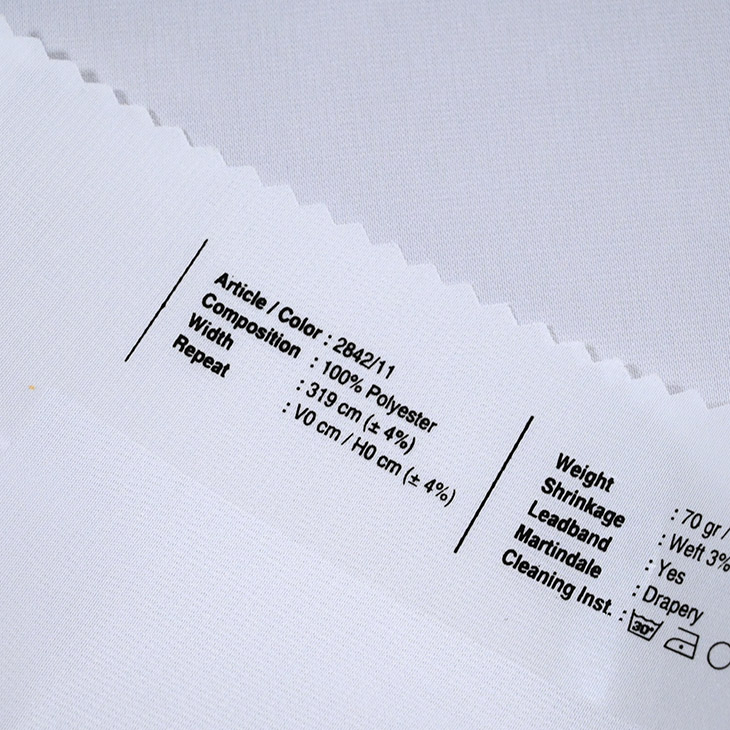 Article / Color : 2842/11
Composition : 100% Polyester
Width : 319 cm (± 4%)
Repeat : V0 cm / H0 cm (± 4%)
Weight : 70 gr /
Shrinkage : Weft 3%
Leadband : Yes
Martindale : Drapery
Cleaning Inst. : 30°